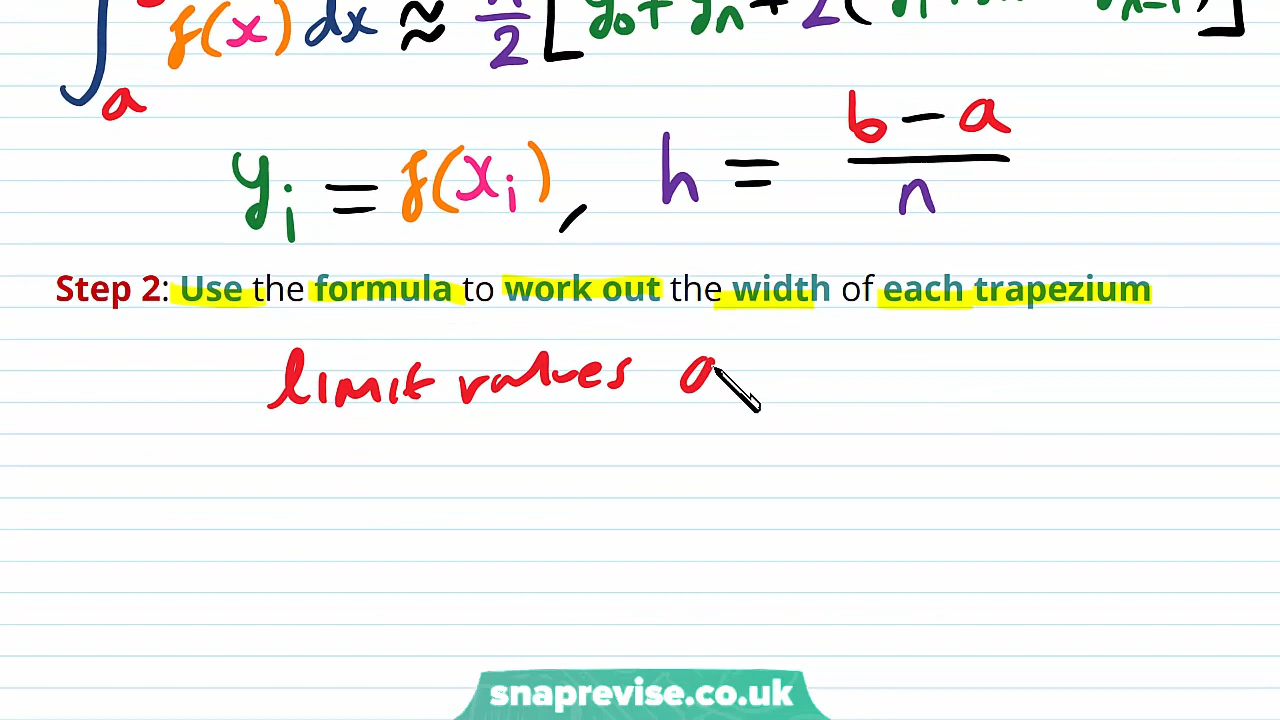 ∫ₐ f(x) dx ≈ h/2 [y₀ + yₙ + 2(
yᵢ = f(xᵢ), h = (b − a)/n
Step 2: Use the formula to work out the width of each trapezium
limit values a
snaprevise.co.uk